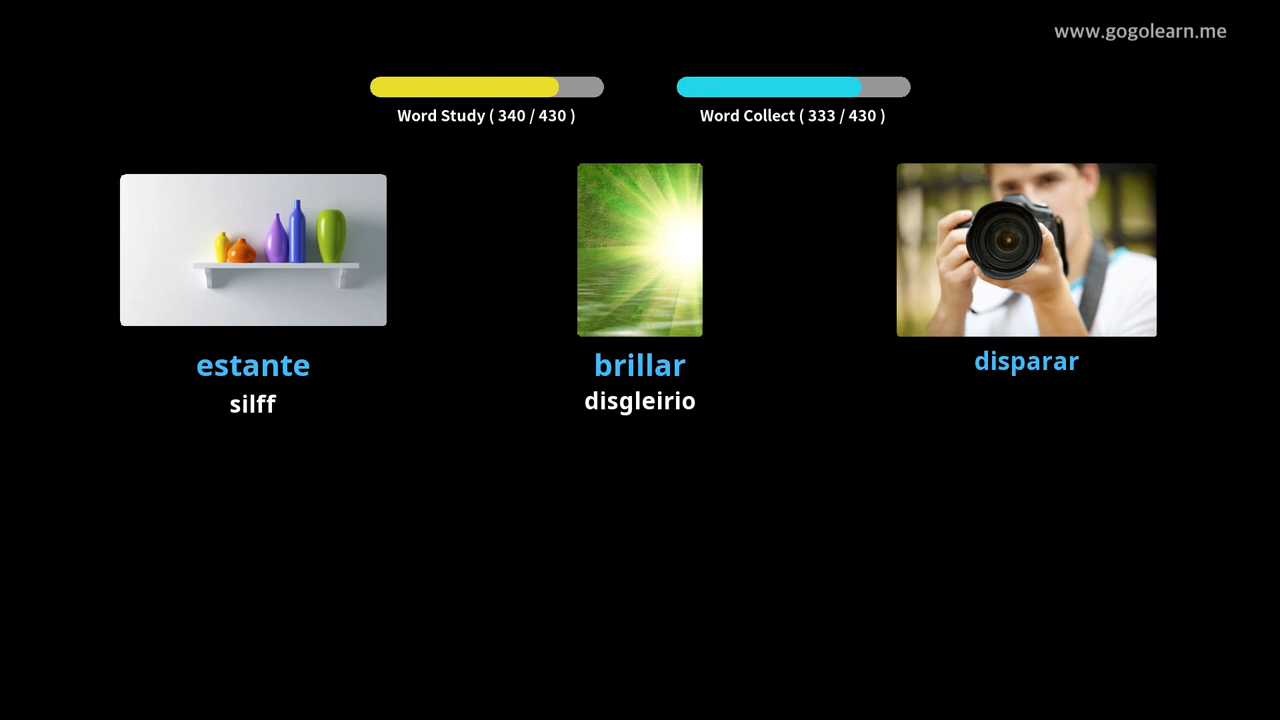 www.gogolearn.me
Word Study ( 340 / 430 )
Word Collect ( 333 / 430 )
estante
silff
brillar
disgleirio
disparar